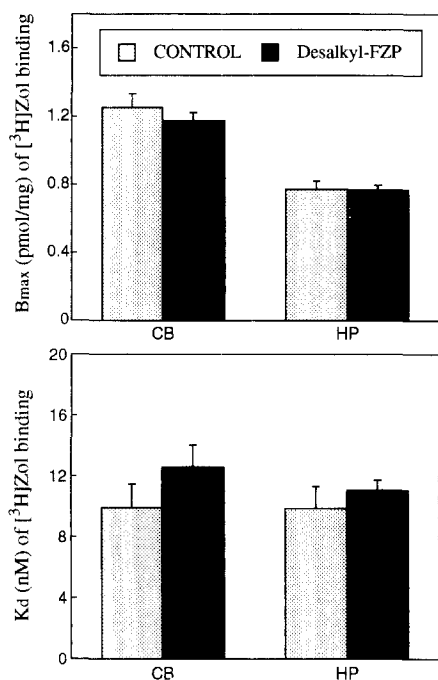 1.6
1.2
0.8
0.4
0
Bmax (pmol/mg) of [³H]Zol binding
CONTROL Desalkyl-FZP
CB HP
20
16
12
8
4
0
Kd (nM) of [³H]Zol binding
CB HP